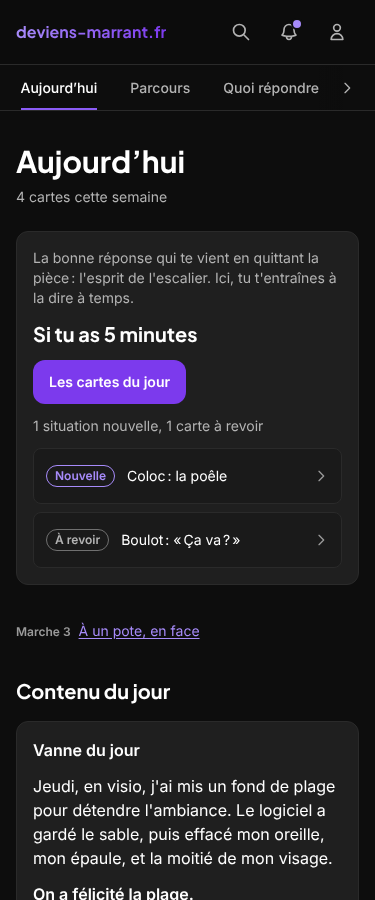 deviens-marrant.fr
Aujourd’hui
Parcours
Quoi répondre
Aujourd’hui
4 cartes cette semaine
La bonne réponse qui te vient en quittant la
pièce : l'esprit de l'escalier. Ici, tu t'entraînes à
la dire à temps.
Si tu as 5 minutes
Les cartes du jour
1 situation nouvelle, 1 carte à revoir
Nouvelle
Coloc : la poêle
À revoir
Boulot : « Ça va ? »
Marche 3
À un pote, en face
Contenu du jour
Vanne du jour
Jeudi, en visio, j'ai mis un fond de plage
pour détendre l'ambiance. Le logiciel a
gardé le sable, puis effacé mon oreille,
mon épaule, et la moitié de mon visage.
On a félicité la plage.